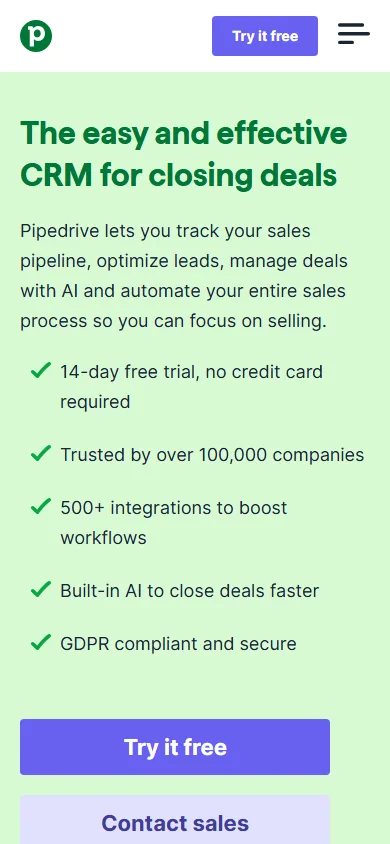 p
Try it free
The easy and effective
CRM for closing deals
Pipedrive lets you track your sales
pipeline, optimize leads, manage deals
with AI and automate your entire sales
process so you can focus on selling.
14-day free trial, no credit card
required
Trusted by over 100,000 companies
500+ integrations to boost
workflows
Built-in AI to close deals faster
GDPR compliant and secure
Try it free
Contact sales